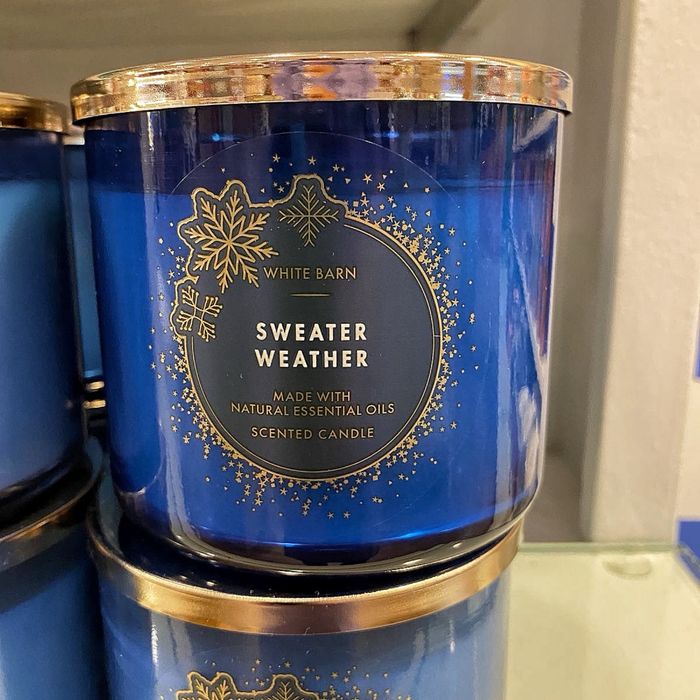 WHITE BARN
SWEATER
WEATHER
MADE WITH
NATURAL ESSENTIAL OILS
SCENTED CANDLE